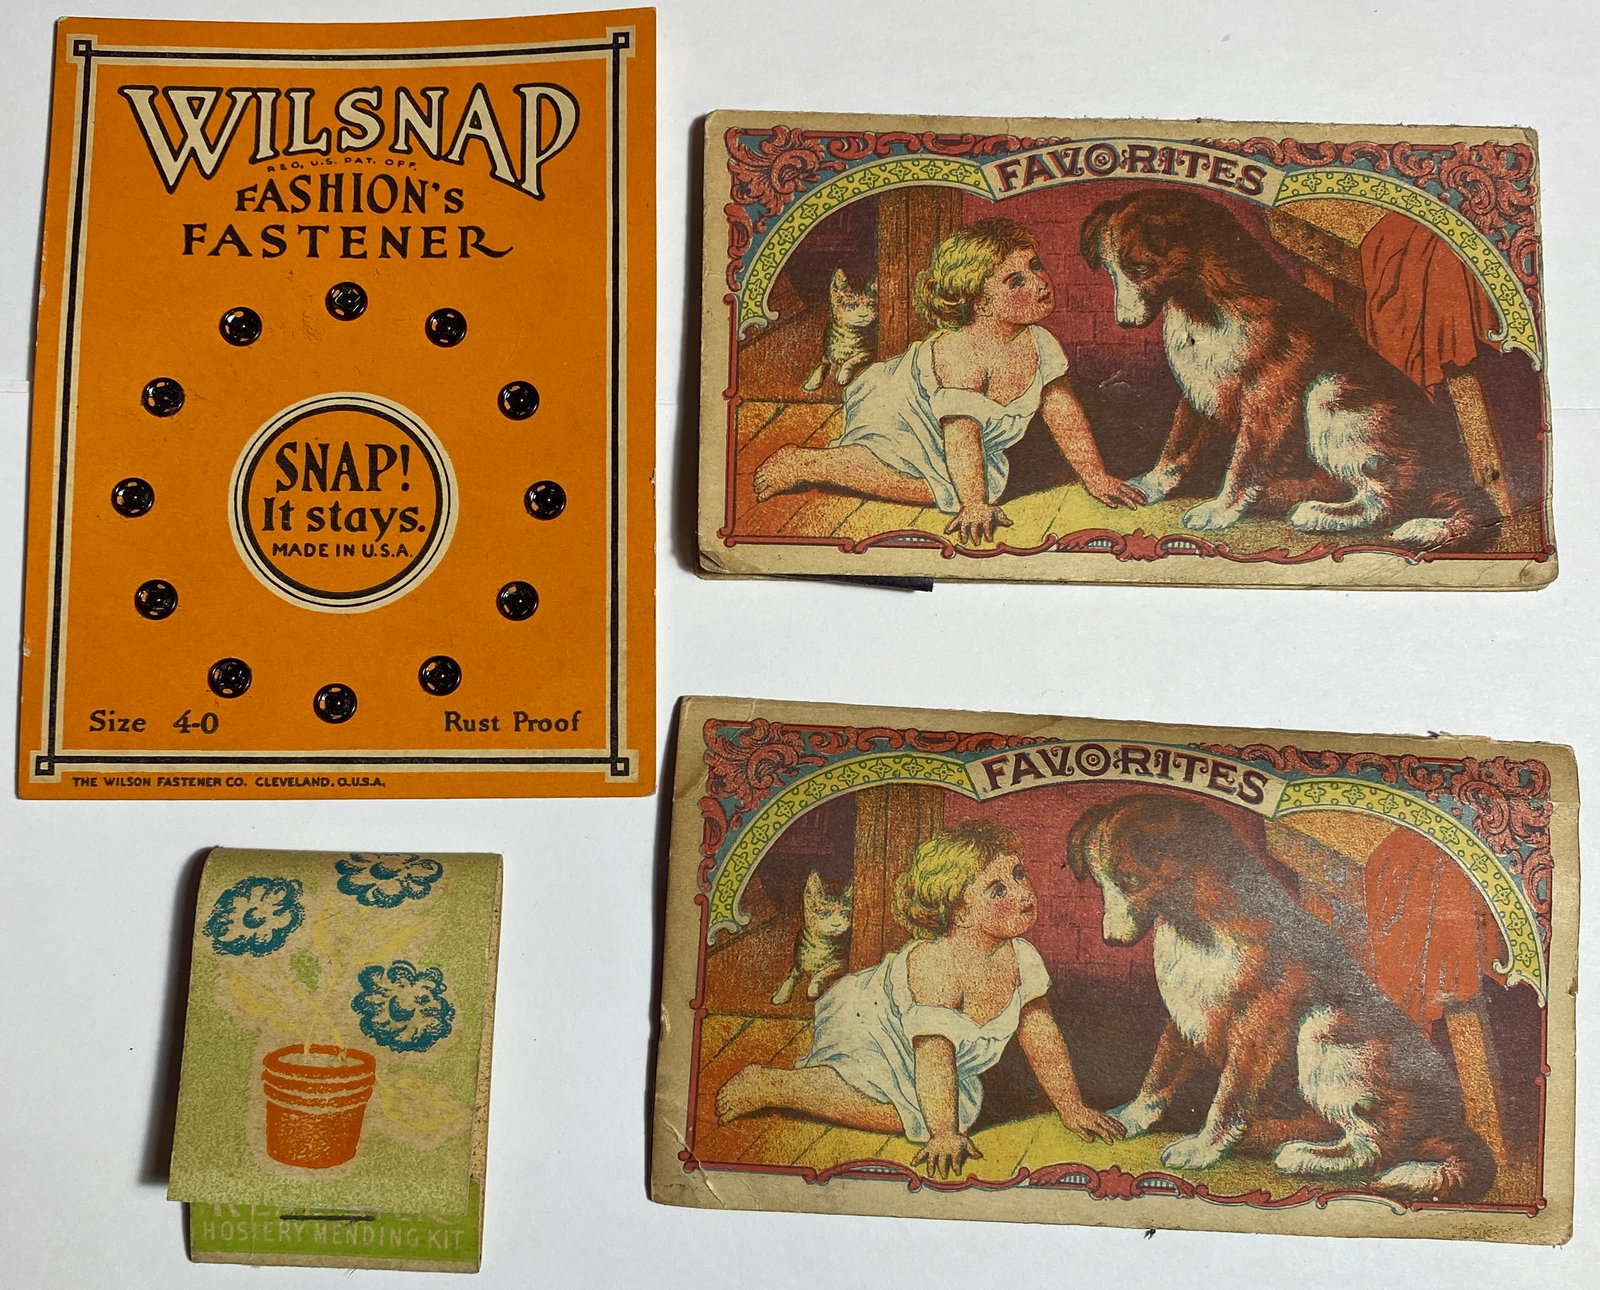 WILSNAP
REG. U.S. PAT. OFF.
FASHION'S
FASTENER
SNAP!
It stays.
MADE IN U.S.A.
Size 4-0
Rust Proof
THE WILSON FASTENER CO. CLEVELAND, O.U.S.A.
FAVORITES
FAVORITES
HOSIERY MENDING KIT